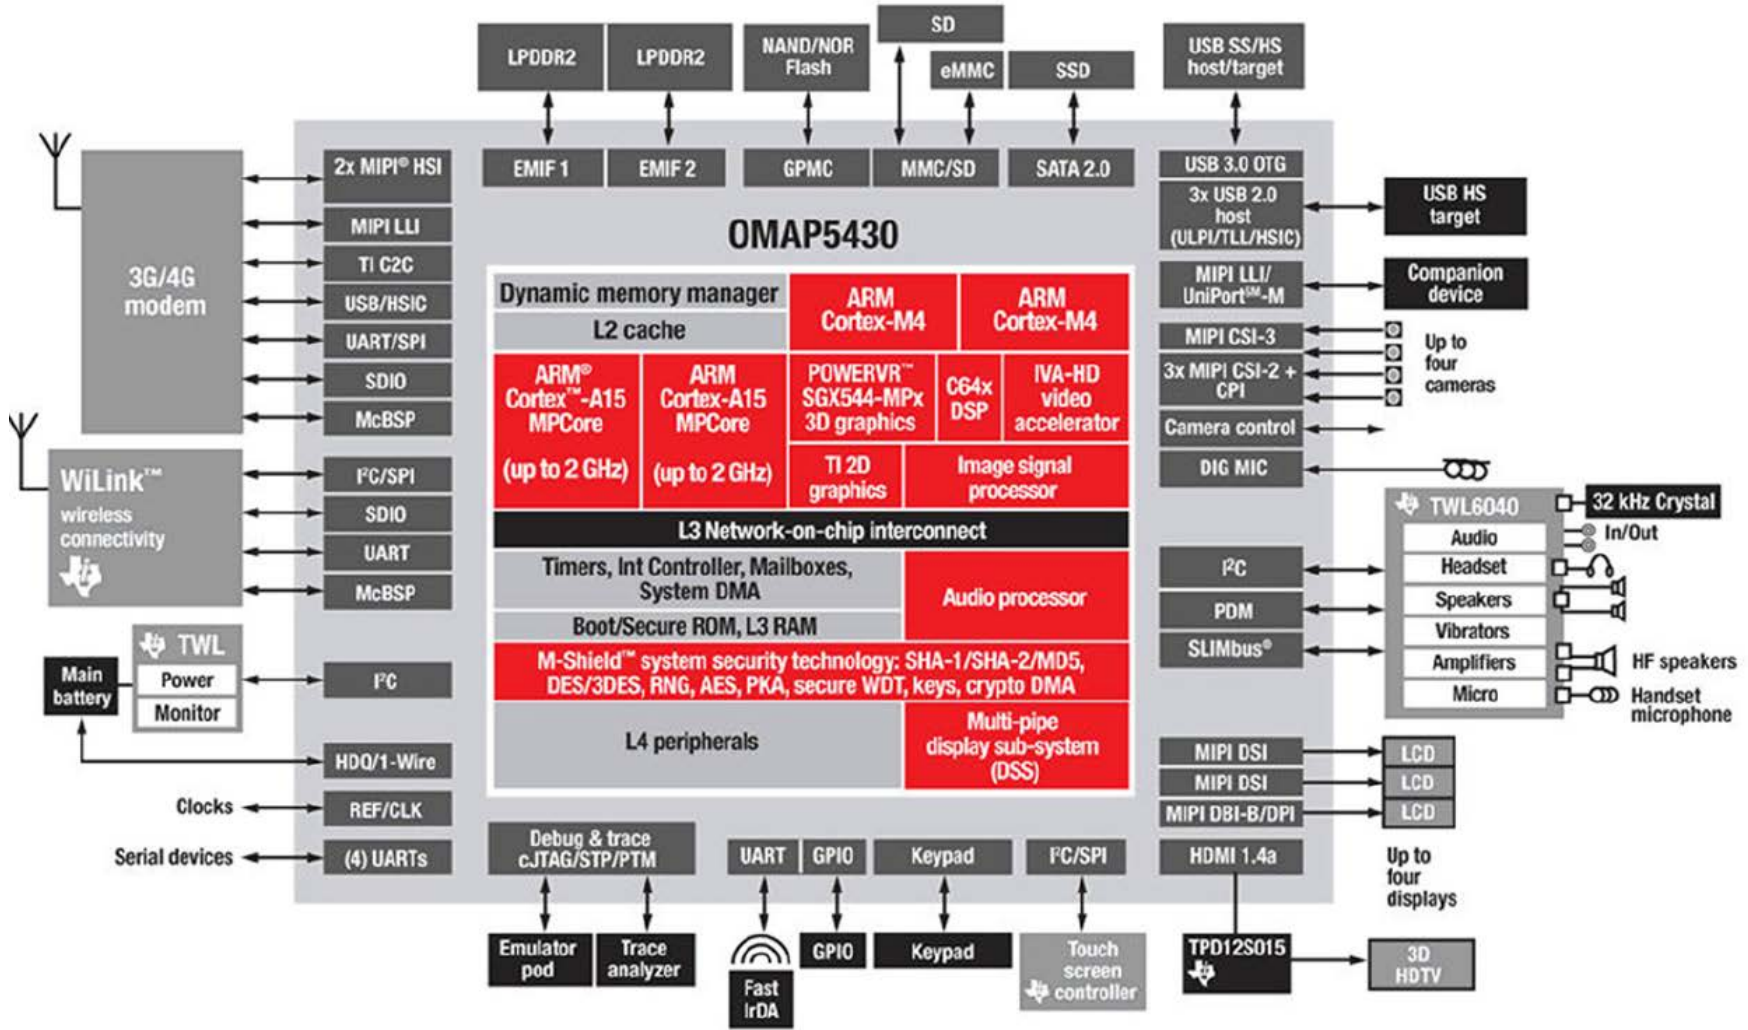 LPDDR2
LPDDR2
NAND/NOR
Flash
SD
eMMC
SSD
USB SS/HS
host/target
EMIF 1
EMIF 2
GPMC
MMC/SD
SATA 2.0
USB 3.0 OTG
3x USB 2.0
host
(ULPI/TLL/HSIC)
USB HS
target
MIPI LLI/
UniPort℠-M
Companion
device
MIPI CSI-3
3x MIPI CSI-2 +
CPI
Up to
four
cameras
Camera control
DIG MIC
3G/4G
modem
2x MIPI® HSI
MIPI LLI
TI C2C
USB/HSIC
UART/SPI
SDIO
McBSP
WiLink™
wireless
connectivity
I²C/SPI
SDIO
UART
McBSP
TWL
Power
Monitor
Main
battery
I²C
HDQ/1-Wire
Clocks
REF/CLK
Serial devices
(4) UARTs
OMAP5430
Dynamic memory manager
L2 cache
ARM
Cortex-M4
ARM
Cortex-M4
ARM®
Cortex™-A15
MPCore
(up to 2 GHz)
ARM
Cortex-A15
MPCore
(up to 2 GHz)
POWERVR™
SGX544-MPx
3D graphics
C64x
DSP
IVA-HD
video
accelerator
TI 2D
graphics
Image signal
processor
L3 Network-on-chip interconnect
Timers, Int Controller, Mailboxes,
System DMA
Boot/Secure ROM, L3 RAM
Audio processor
M-Shield™ system security technology: SHA-1/SHA-2/MD5,
DES/3DES, RNG, AES, PKA, secure WDT, keys, crypto DMA
L4 peripherals
Multi-pipe
display sub-system
(DSS)
I²C
PDM
SLIMbus®
TWL6040
Audio
Headset
Speakers
Vibrators
Amplifiers
Micro
32 kHz Crystal
In/Out
HF speakers
Handset
microphone
MIPI DSI
LCD
MIPI DSI
LCD
MIPI DBI-B/DPI
LCD
HDMI 1.4a
Up to
four
displays
Debug & trace
cJTAG/STP/PTM
UART
GPIO
Keypad
I²C/SPI
Emulator
pod
Trace
analyzer
Fast
IrDA
GPIO
Keypad
Touch
screen
controller
TPD12S015
3D
HDTV